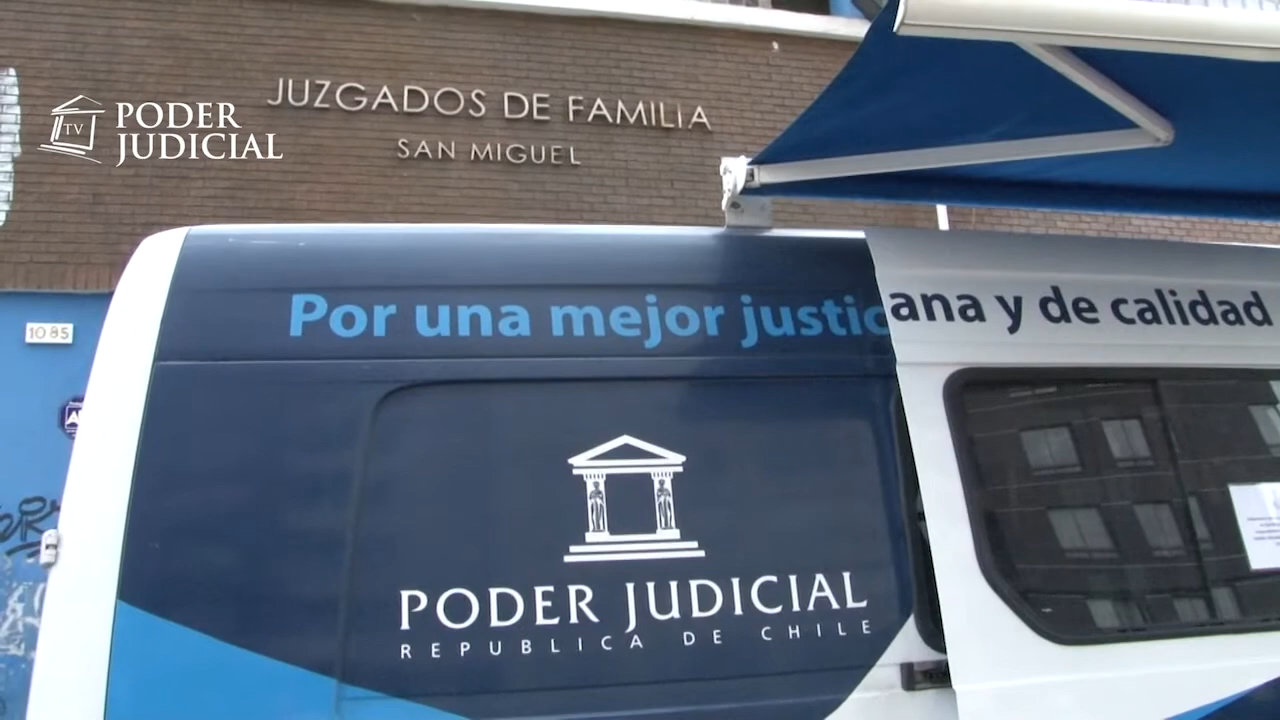 JUZGADOS DE FAMILIA
SAN MIGUEL
TV
PODER
JUDICIAL
Por una mejor justic
ana y de calidad
1085
PODER JUDICIAL
REPUBLICA DE CHILE